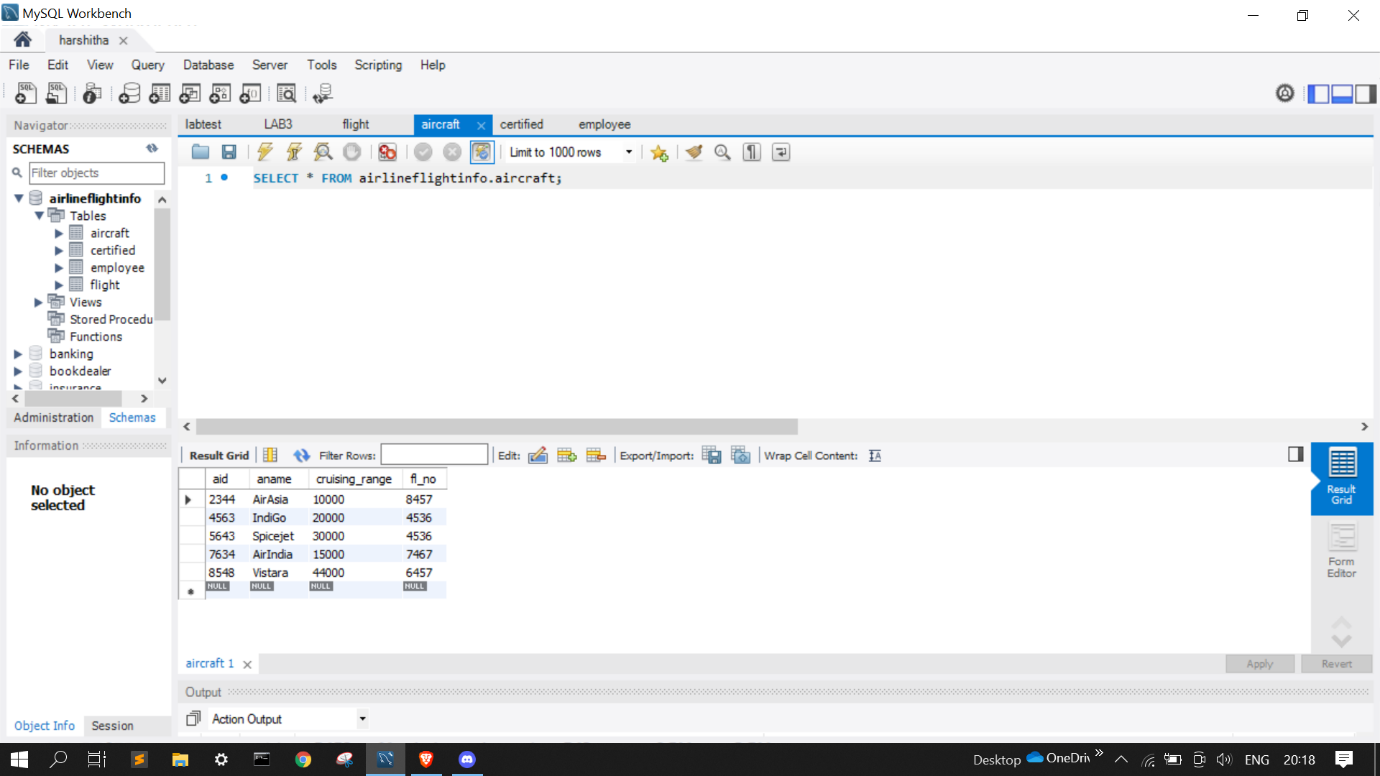 MySQL Workbench
harshitha
File Edit View Query Database Server Tools Scripting Help
Navigator
SCHEMAS
Filter objects
airlineflightinfo
Tables
aircraft
certified
employee
flight
Views
Stored Procedu
Functions
banking
bookdealer
insurance
Administration Schemas
Information
No object
selected
Object Info Session
labtest LAB3 flight aircraft certified employee
Limit to 1000 rows
1 SELECT * FROM airlineflightinfo.aircraft;
Result Grid Filter Rows: Edit: Export/Import: Wrap Cell Content:
aid aname cruising_range fl_no
2344 AirAsia 10000 8457
4563 IndiGo 20000 4536
5643 Spicejet 30000 4536
7634 AirIndia 15000 7467
8548 Vistara 44000 6457
NULL NULL NULL NULL
Result
Grid
Form
Editor
aircraft 1
Apply Revert
Output
Action Output
Desktop OneDriv ENG 20:18